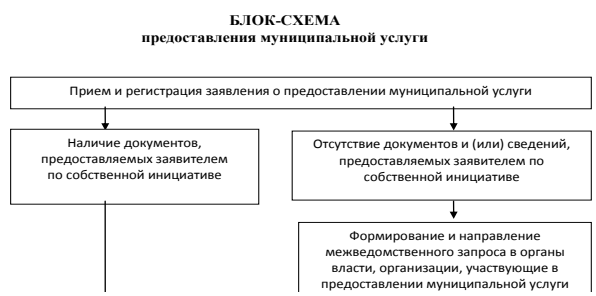 БЛОК-СХЕМА
предоставления муниципальной услуги
Прием и регистрация заявления о предоставлении муниципальной услуги
Наличие документов,
предоставляемых заявителем
по собственной инициативе
Отсутствие документов и (или) сведений,
предоставляемых заявителем по
собственной инициативе
Формирование и направление
межведомственного запроса в органы
власти, организации, участвующие в
предоставлении муниципальной услуги